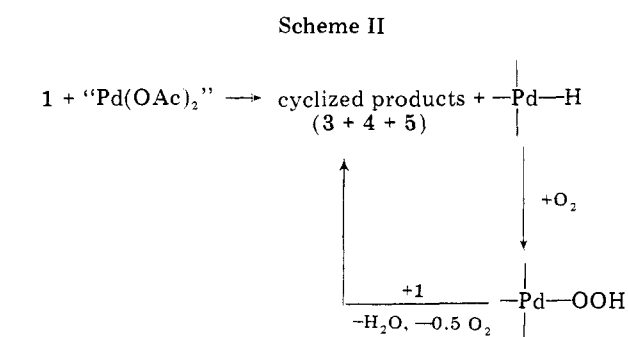 Scheme II
1 + “Pd(OAc)₂” → cyclized products + —Pd—H
(3 + 4 + 5)
+O₂
+1
—Pd—OOH
−H₂O, −0.5 O₂